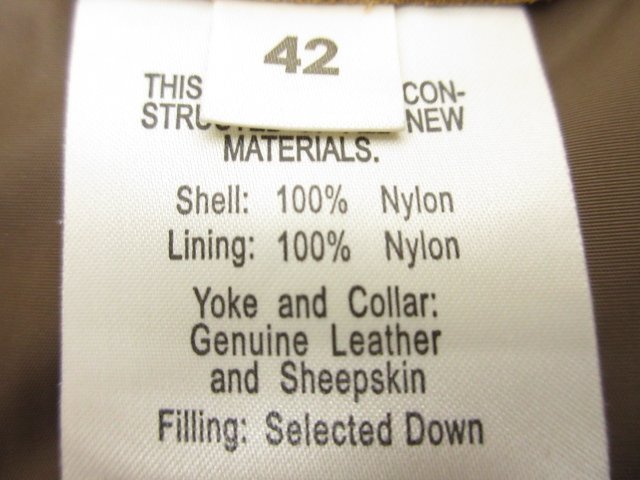 42
THIS CON-
NEW
MATERIALS.
Shell: 100% Nylon
Lining: 100% Nylon
Yoke and Collar:
Genuine Leather
and Sheepskin
Filling: Selected Down